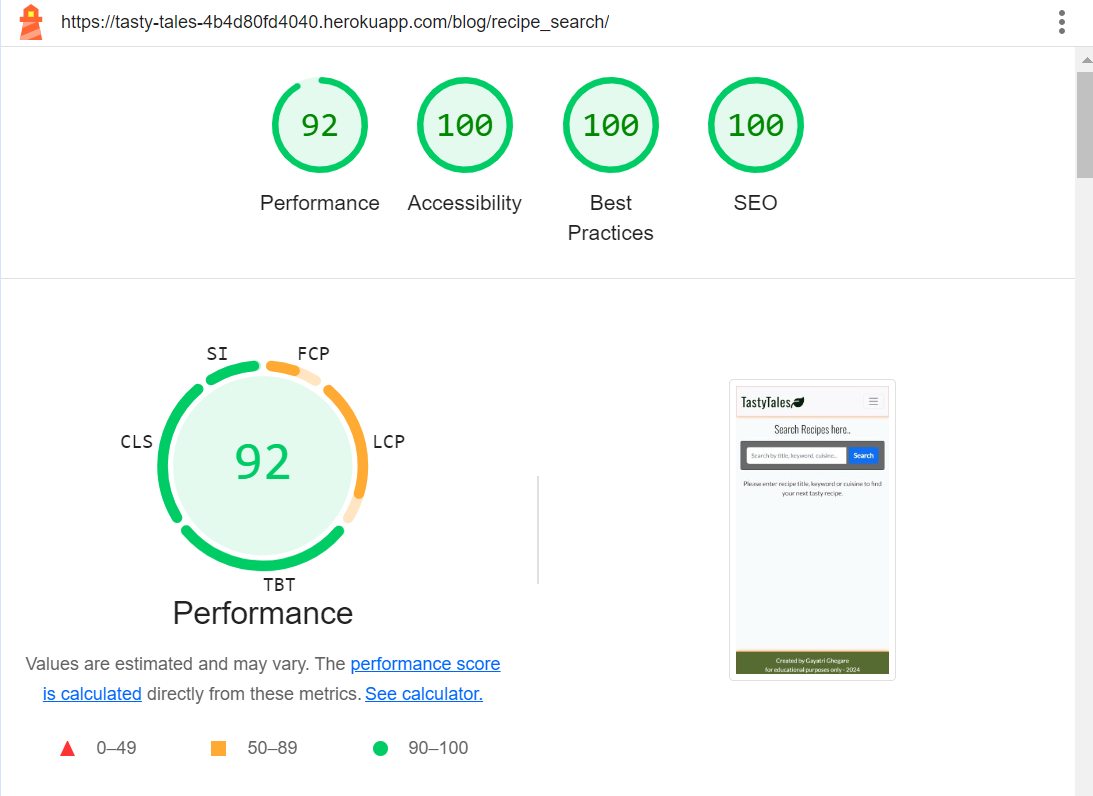 https://tasty-tales-4b4d80fd4040.herokuapp.com/blog/recipe_search/
92
100
100
100
Performance
Accessibility
Best
Practices
SEO
SI
FCP
CLS
LCP
92
TBT
Performance
Values are estimated and may vary. The performance score
is calculated directly from these metrics. See calculator.
0–49
50–89
90–100
TastyTales
Search Recipes here..
Search by title, keyword, cuisine...
Search
Please enter recipe title, keyword or cuisine to find
your next tasty recipe.
Created by Gayatri Ghegare
for educational purposes only - 2024